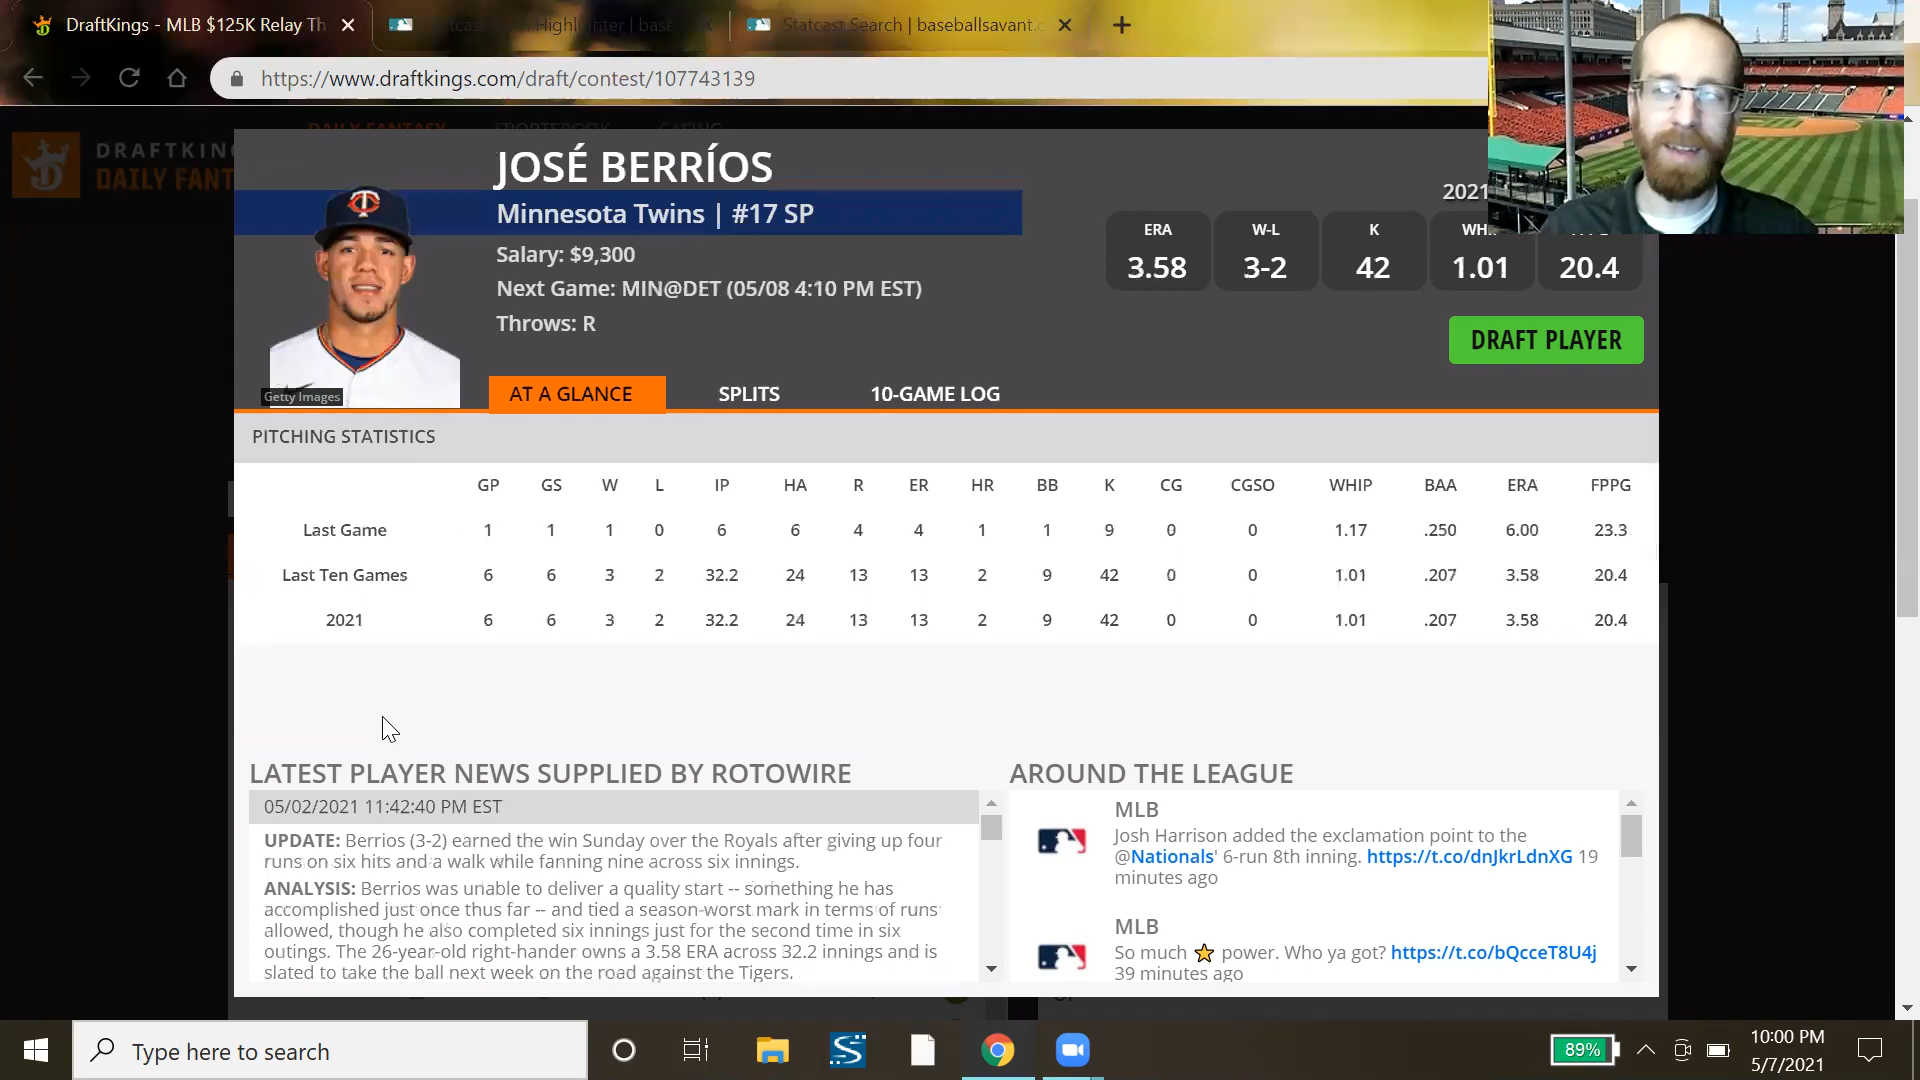 DraftKings - MLB $125K Relay Th
Highlighter | base
Statcast Search | baseballsavant.c
https://www.draftkings.com/draft/contest/107743139
DRAFTKIN
DAILY FANT
DAILY FANTASY
CASINO
JOSÉ BERRÍOS
Minnesota Twins | #17 SP
Salary: $9,300
Next Game: MIN@DET (05/08 4:10 PM EST)
Throws: R
Getty Images
2021
ERA W-L K WHI
3.58 3-2 42 1.01 20.4
DRAFT PLAYER
AT A GLANCE SPLITS 10-GAME LOG
PITCHING STATISTICS
GP GS W L IP HA R ER HR BB K CG CGSO WHIP BAA ERA FPPG
Last Game 1 1 1 0 6 6 4 4 1 1 9 0 0 1.17 .250 6.00 23.3
Last Ten Games 6 6 3 2 32.2 24 13 13 2 9 42 0 0 1.01 .207 3.58 20.4
2021 6 6 3 2 32.2 24 13 13 2 9 42 0 0 1.01 .207 3.58 20.4
LATEST PLAYER NEWS SUPPLIED BY ROTOWIRE
05/02/2021 11:42:40 PM EST
UPDATE: Berrios (3-2) earned the win Sunday over the Royals after giving up four
runs on six hits and a walk while fanning nine across six innings.
ANALYSIS: Berrios was unable to deliver a quality start -- something he has
accomplished just once thus far -- and tied a season-worst mark in terms of runs
allowed, though he also completed six innings just for the second time in six
outings. The 26-year-old right-hander owns a 3.58 ERA across 32.2 innings and is
slated to take the ball next week on the road against the Tigers.
AROUND THE LEAGUE
MLB
Josh Harrison added the exclamation point to the
@Nationals' 6-run 8th inning. https://t.co/dnJkrLdnXG 19
minutes ago
MLB
So much ⭐ power. Who ya got? https://t.co/bQcceT8U4j
39 minutes ago
Type here to search
89%
10:00 PM
5/7/2021